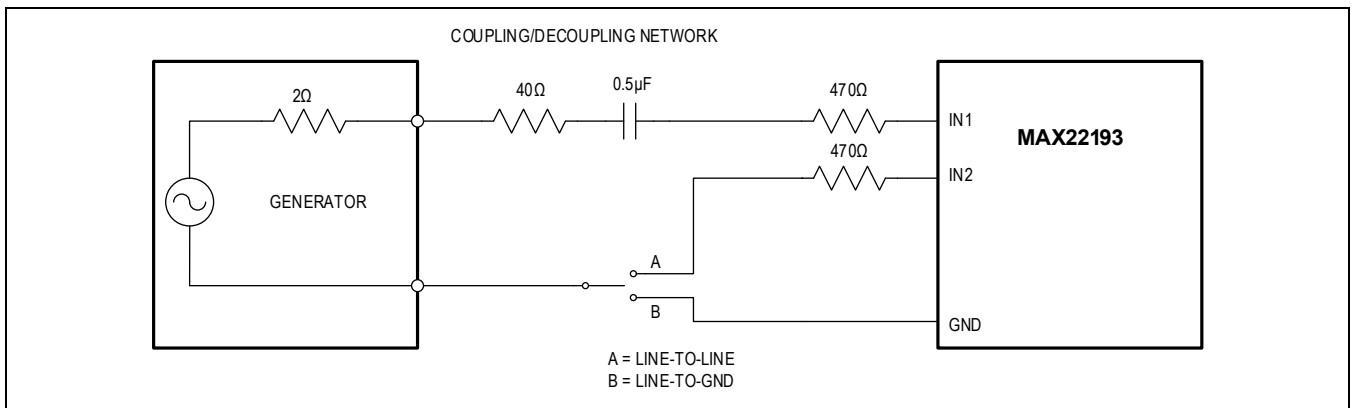 COUPLING/DECOUPLING NETWORK
2Ω
40Ω
0.5µF
470Ω
IN1
MAX22193
470Ω
IN2
GENERATOR
A
B
GND
A = LINE-TO-LINE
B = LINE-TO-GND